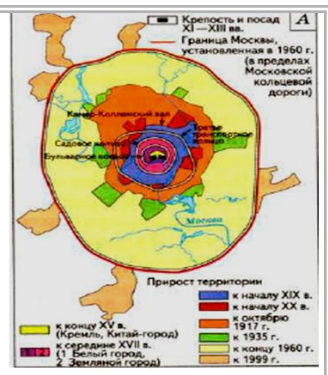 А
Крепость и посад
XI—XIII вв.
Граница Москвы,
установленная в 1960 г.
(в пределах
Московской
кольцевой
дороги)
Камер-Коллежский вал
Третье
транспортное
кольцо
Садовое кольцо
Бульварное кольцо
Москва
Прирост территории
к концу XV в.
(Кремль, Китай-город)
к середине XVII в.
(1 Белый город,
2 Земляной город)
к началу XIX в.
к началу XX в.
к октябрю
1917 г.
к 1935 г.
к концу 1960 г.
к 1999 г.